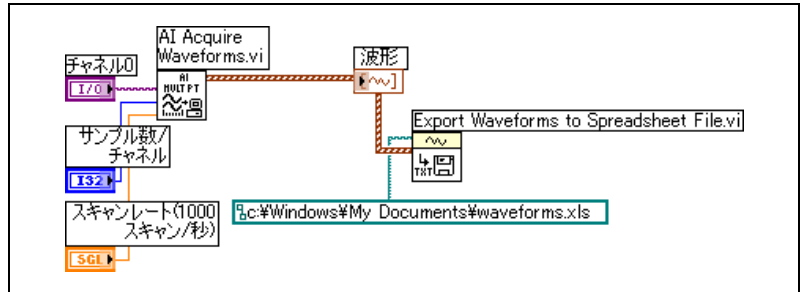 AI Acquire
Waveforms.vi
チャネル0
I/O
AI
MULT PT
波形
Export Waveforms to Spreadsheet File.vi
TXT
サンプル数/
チャネル
I32
スキャンレート(1000
スキャン/秒)
SGL
c:¥Windows¥My Documents¥waveforms.xls